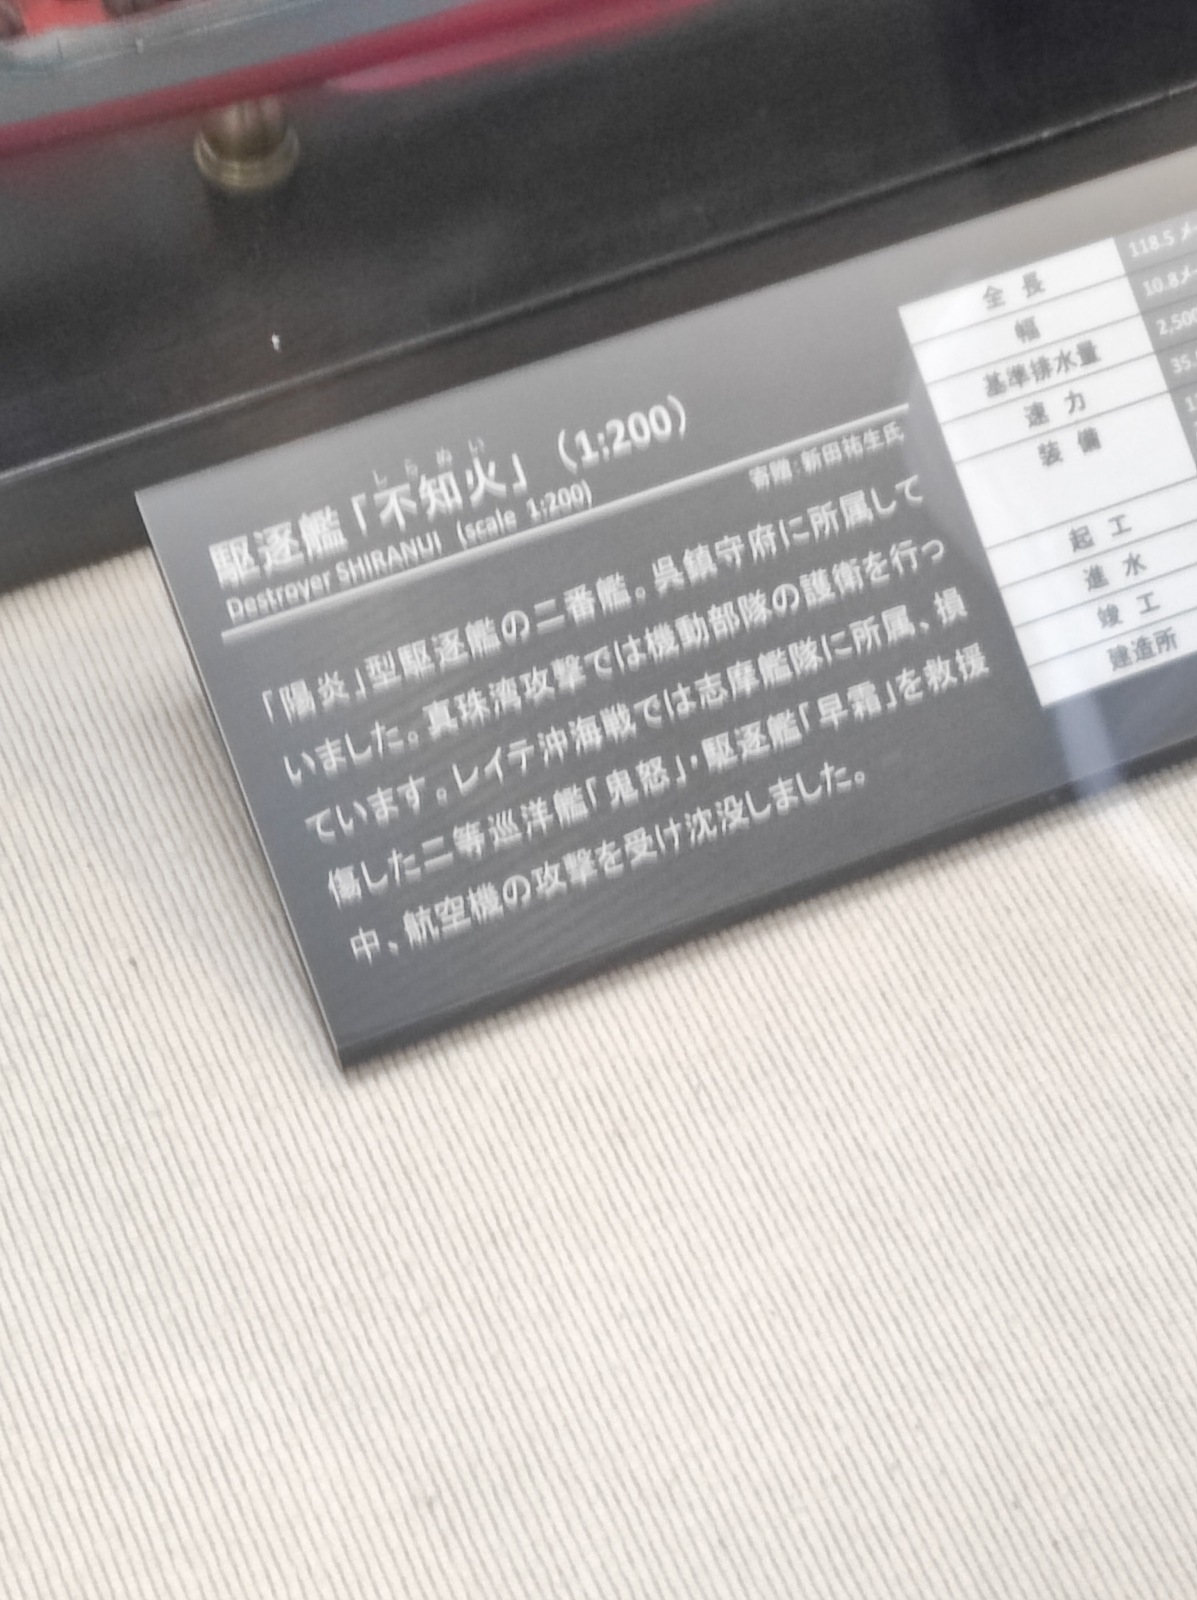 しらぬい
駆逐艦「不知火」（1:200）
Destroyer SHIRANUI (scale 1:200)
寄贈:新田祐生氏
「陽炎」型駆逐艦の二番艦。呉鎮守府に所属して
いました。真珠湾攻撃では機動部隊の護衛を行っ
ています。レイテ沖海戦では志摩艦隊に所属、損
傷した二等巡洋艦「鬼怒」・駆逐艦「早霜」を救援
中、航空機の攻撃を受け沈没しました。
全長 118.5メ
幅 10.8メ
基準排水量 2,500
速力 35.
装備
起工
進水
竣工
建造所